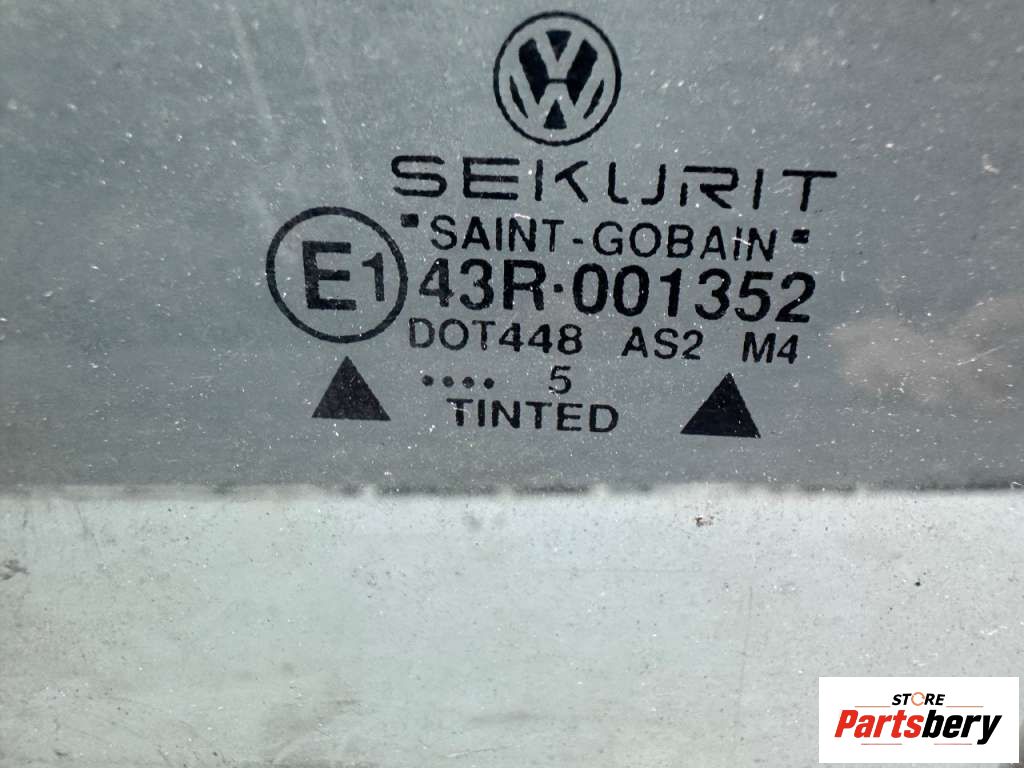 SEKURIT
"SAINT-GOBAIN"
E1 43R·001352
DOT448 AS2 M4
.... 5
TINTED
STORE
Partsbery